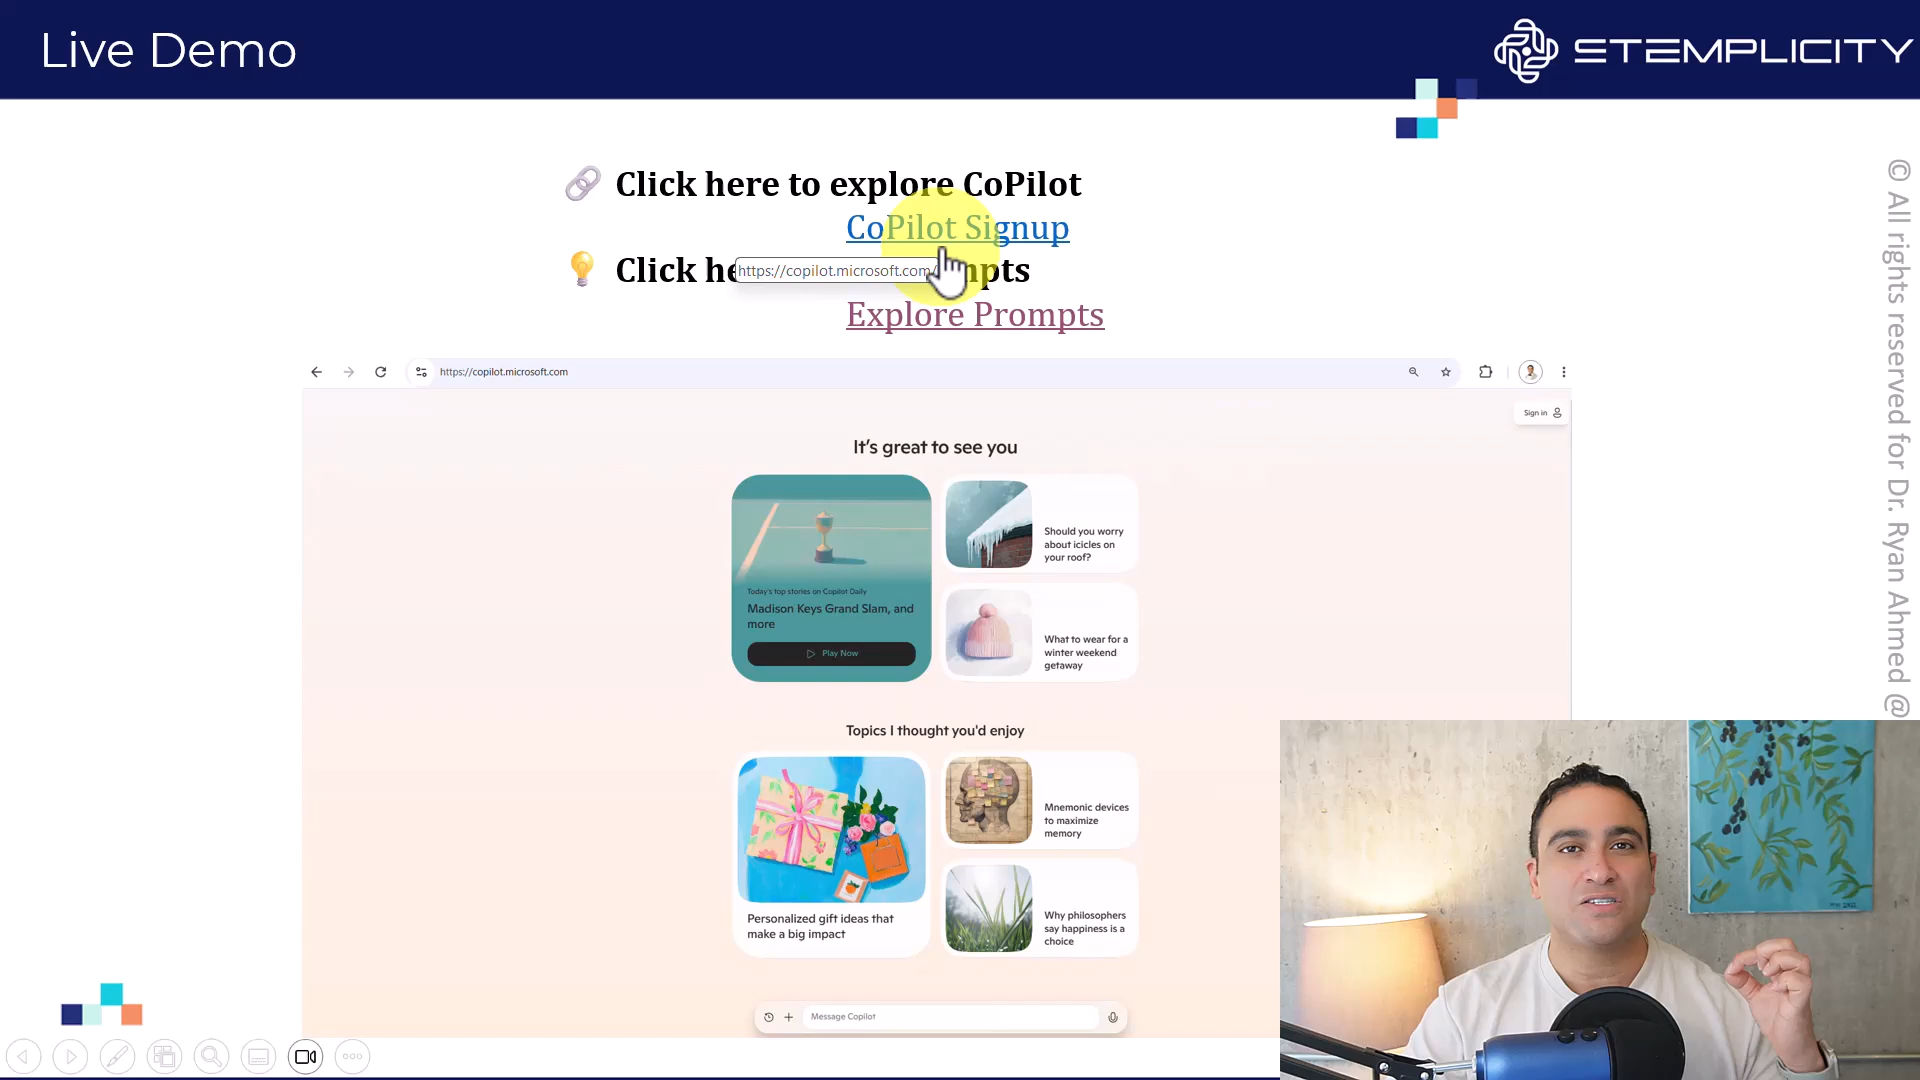 Live Demo
STEMPLICITY
Click here to explore CoPilot
CoPilot Signup
Click he
https://copilot.microsoft.com/
mpts
Explore Prompts
https://copilot.microsoft.com
Sign in
It's great to see you
Today's top stories on Copilot Daily
Madison Keys Grand Slam, and
more
Play Now
Should you worry
about icicles on
your roof?
What to wear for a
winter weekend
getaway
Topics I thought you'd enjoy
Personalized gift ideas that
make a big impact
Mnemonic devices
to maximize
memory
Why philosophers
say happiness is a
choice
Message Copilot
© All rights reserved for Dr. Ryan Ahmed @